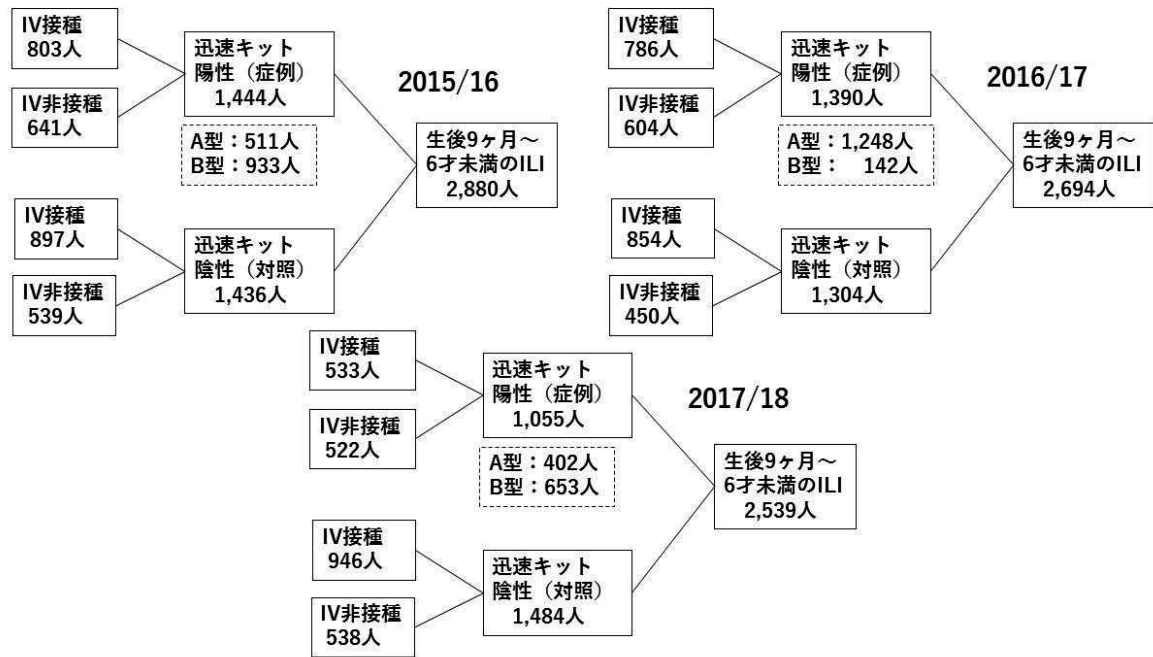 IV接種
803人
IV非接種
641人
迅速キット
陽性（症例）
1,444人
A型：511人
B型：933人
2015/16
生後9ヶ月～
6才未満のILI
2,880人
IV接種
897人
IV非接種
539人
迅速キット
陰性（対照）
1,436人
IV接種
786人
IV非接種
604人
迅速キット
陽性（症例）
1,390人
A型：1,248人
B型： 142人
2016/17
生後9ヶ月～
6才未満のILI
2,694人
IV接種
854人
IV非接種
450人
迅速キット
陰性（対照）
1,304人
IV接種
533人
IV非接種
522人
迅速キット
陽性（症例）
1,055人
A型：402人
B型：653人
2017/18
生後9ヶ月～
6才未満のILI
2,539人
IV接種
946人
IV非接種
538人
迅速キット
陰性（対照）
1,484人